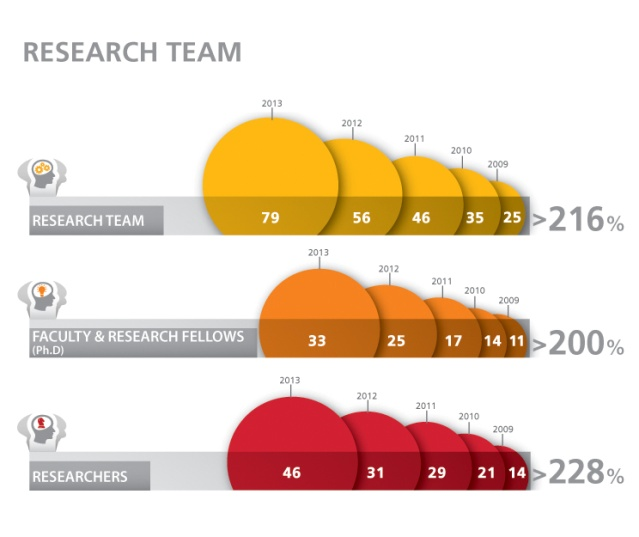 RESEARCH TEAM
2013
2012
2011
2010
2009
RESEARCH TEAM
79 56 46 35 25
>216%
2013
2012
2011
2010
2009
FACULTY & RESEARCH FELLOWS
(Ph.D)
33 25 17 14 11
>200%
2013
2012
2011
2010
2009
RESEARCHERS
46 31 29 21 14
>228%